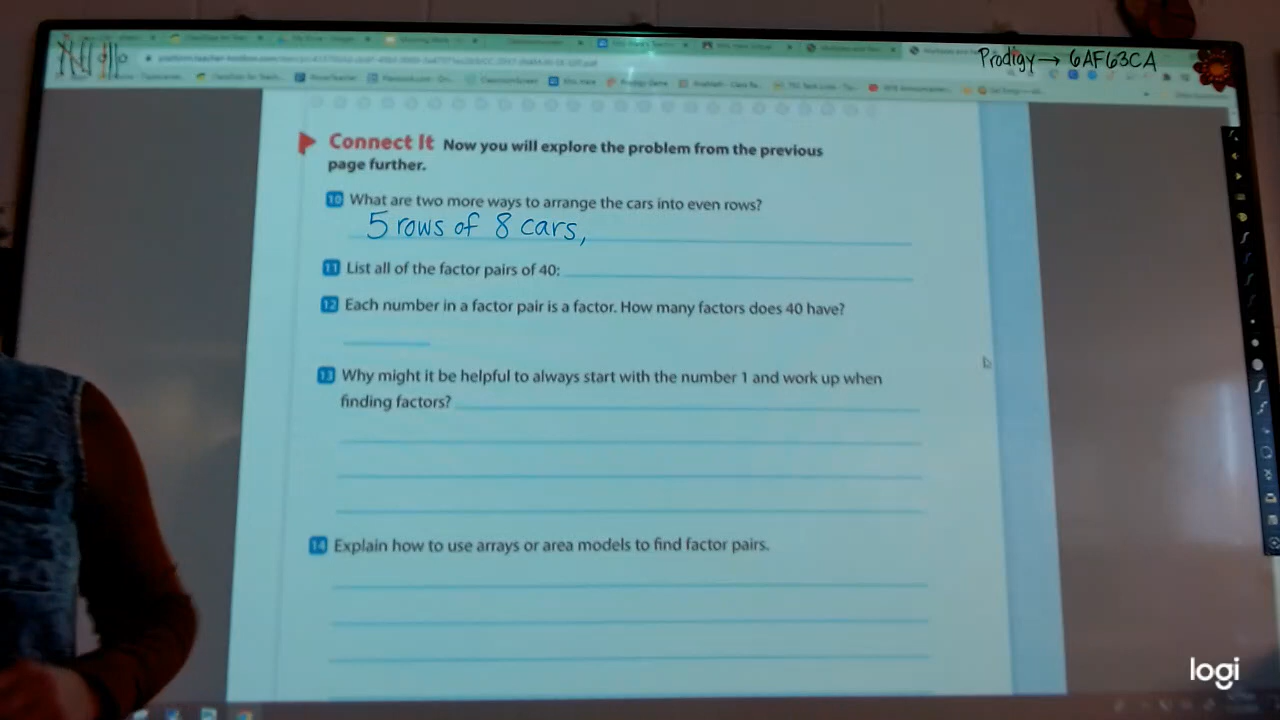 Prodigy → 6AF63CA
Connect It Now you will explore the problem from the previous
page further.
10 What are two more ways to arrange the cars into even rows?
5 rows of 8 cars,
11 List all of the factor pairs of 40:
12 Each number in a factor pair is a factor. How many factors does 40 have?
13 Why might it be helpful to always start with the number 1 and work up when
finding factors?
14 Explain how to use arrays or area models to find factor pairs.
logi